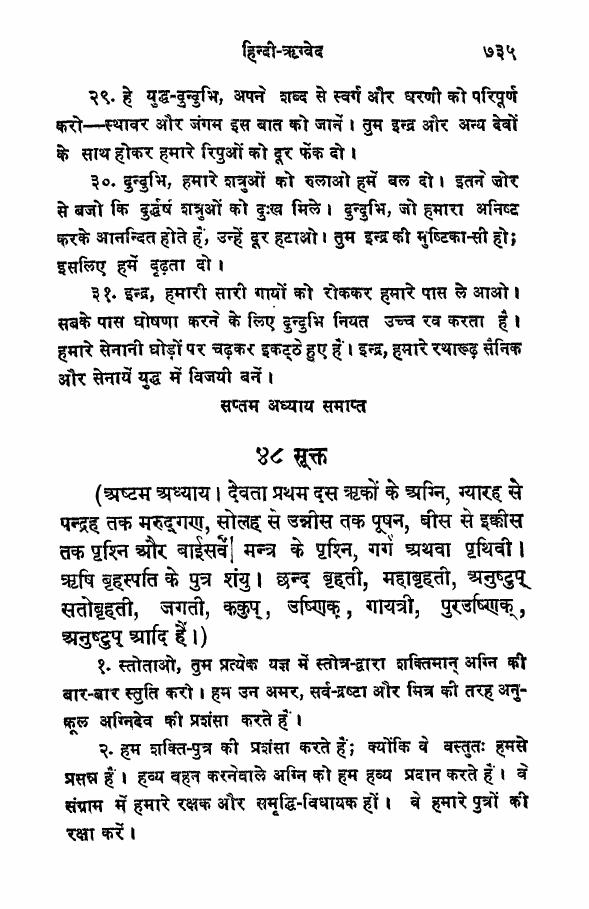 हिन्दी-ऋग्वेद ७३५
२९. हे युद्ध-दुन्दुभि, अपने शब्द से स्वर्ग और धरणी को परिपूर्ण
करो—स्थावर और जंगम इस बात को जानें। तुम इन्द्र और अन्य देवों
के साथ होकर हमारे रिपुओं को दूर फेंक दो।
३०. दुन्दुभि, हमारे शत्रुओं को रुलाओ हमें बल दो। इतने जोर
से बजो कि दुर्द्धर्ष शत्रुओं को दुःख मिले। दुन्दुभि, जो हमारा अनिष्ट
करके आनन्दित होते हैं, उन्हें दूर हटाओ। तुम इन्द्र की मुष्टिका-सी हो;
इसलिए हमें दृढ़ता दो।
३१. इन्द्र, हमारी सारी गायों को रोककर हमारे पास ले आओ।
सबके पास घोषणा करने के लिए दुन्दुभि नियत उच्च रव करता है।
हमारे सेनानी घोड़ों पर चढ़कर इकट्ठे हुए हैं। इन्द्र, हमारे रथारूढ़ सैनिक
और सेनायें युद्ध में विजयी बनें।
सप्तम अध्याय समाप्त
४८ सूक्त
(अष्टम अध्याय। देवता प्रथम दस ऋकों के अग्नि, ग्यारह से
पन्द्रह तक मरुद्गण, सोलह से उन्नीस तक पूषन, बीस से इक्कीस
तक पृश्नि और बाईसवें मन्त्र के पृश्नि, गर्ग अथवा पृथिवी।
ऋषि बृहस्पति के पुत्र शंयु। छन्द बृहती, महाबृहती, अनुष्टुप्
सतोबृहती, जगती, ककुप्, उष्णिक्, गायत्री, पुरउष्णिक्,
अनुष्टुप् आदि हैं।)
१. स्तोताओ, तुम प्रत्येक यज्ञ में स्तोत्र-द्वारा शक्तिमान् अग्नि की
बार-बार स्तुति करो। हम उन अमर, सर्व-द्रष्टा और मित्र की तरह अनु-
कूल अग्निदेव की प्रशंसा करते हैं।
२. हम शक्ति-पुत्र की प्रशंसा करते हैं; क्योंकि वे वस्तुतः हमसे
प्रसन्न हैं। हव्य वहन करनेवाले अग्नि को हम हव्य प्रदान करते हैं। वे
संग्राम में हमारे रक्षक और समृद्धि-विधायक हों। वे हमारे पुत्रों की
रक्षा करें।